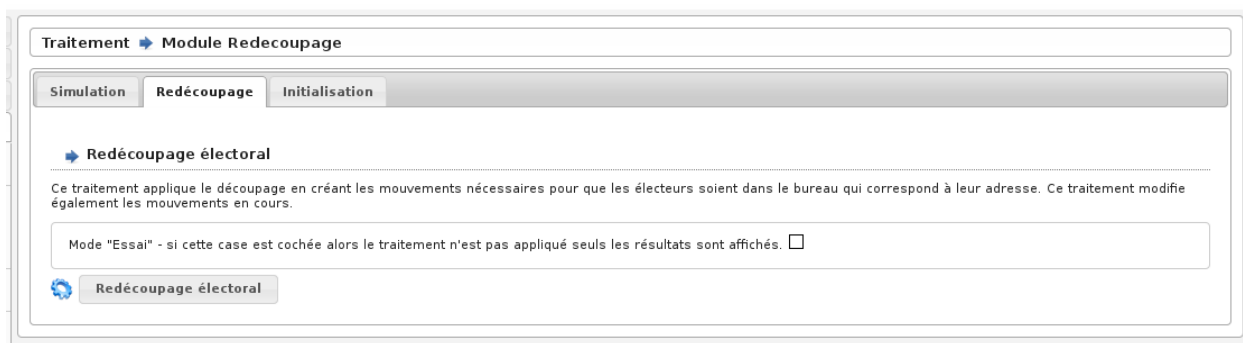 Traitement Module Redecoupage
Simulation Redécoupage Initialisation
Redécoupage électoral
Ce traitement applique le découpage en créant les mouvements nécessaires pour que les électeurs soient dans le bureau qui correspond à leur adresse. Ce traitement modifie
également les mouvements en cours.
Mode "Essai" - si cette case est cochée alors le traitement n'est pas appliqué seuls les résultats sont affichés.
Redécoupage électoral